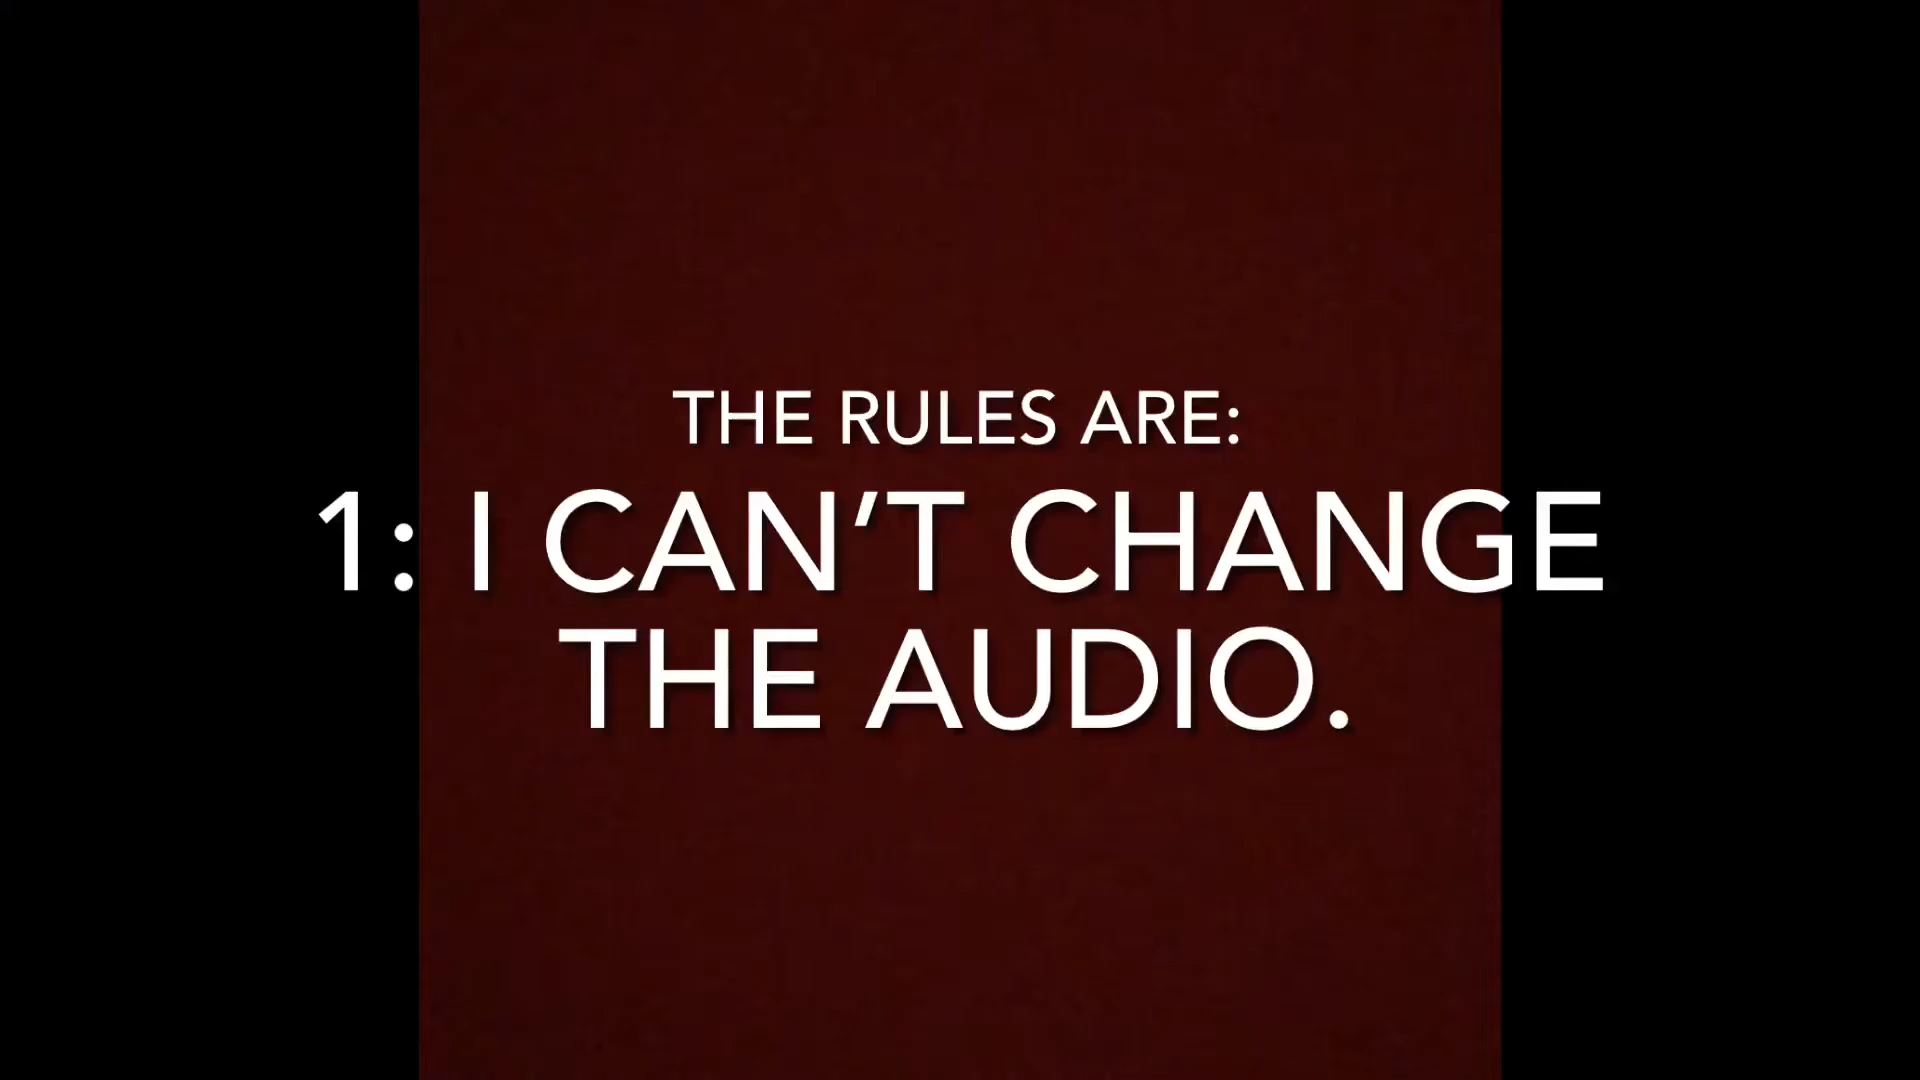 THE RULES ARE:
1: I CAN’T CHANGE
THE AUDIO.